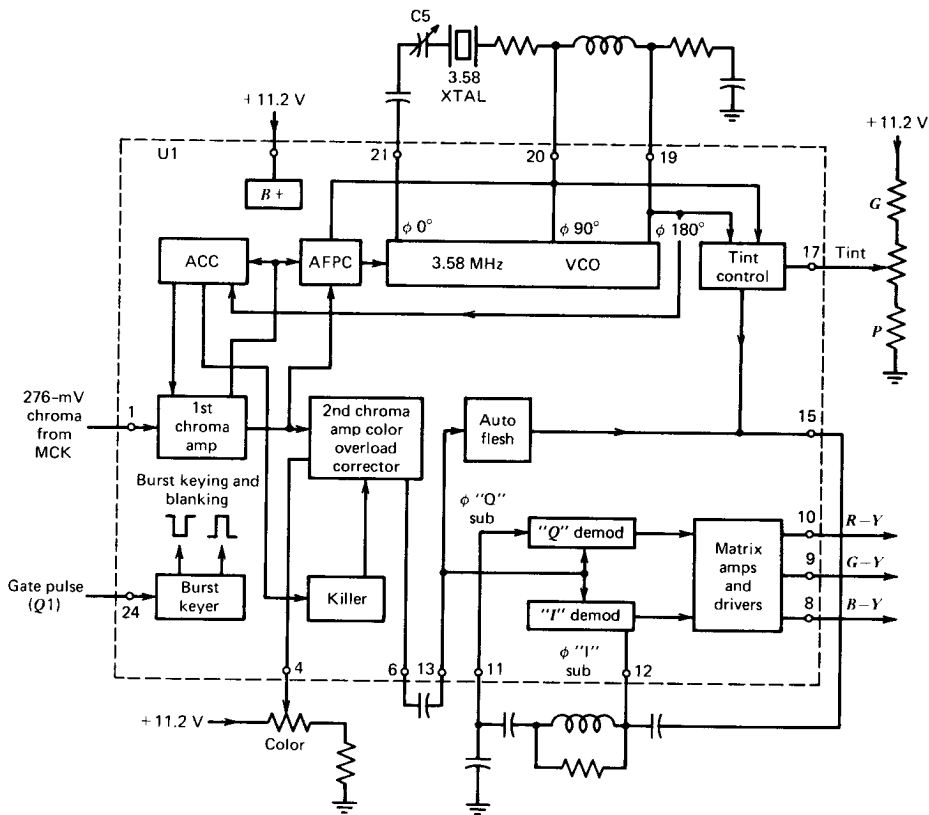 C5
3.58
XTAL
+11.2 V
+11.2 V
U1
21
20
19
B +
ϕ 0°
ϕ 90°
ϕ 180°
G
ACC
AFPC
3.58 MHz
VCO
Tint
control
17
Tint
P
276-mV
chroma
from
MCK
1
1st
chroma
amp
2nd chroma
amp color
overload
corrector
Auto
flesh
15
Burst keying and
blanking
ϕ "Q"
sub
"Q" demod
Matrix
amps
and
drivers
10
R−Y
9
G−Y
8
B−Y
Gate pulse
(Q1)
24
Burst
keyer
Killer
"I" demod
ϕ "I"
sub
4
6
13
11
12
+11.2 V
Color